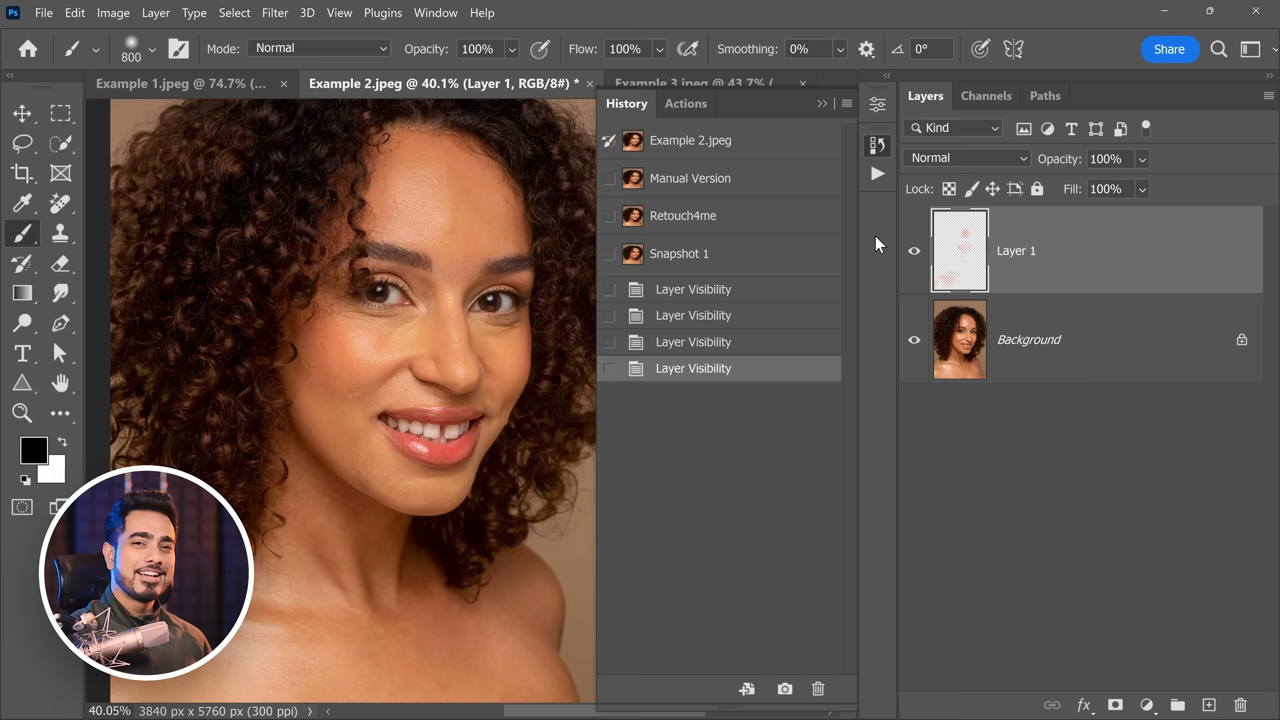 Ps File Edit Image Layer Type Select Filter 3D View Plugins Window Help
800 Mode: Normal Opacity: 100% Flow: 100% Smoothing: 0% 0° Share
Example 1.jpeg @ 74.7% (... × Example 2.jpeg @ 40.1% (Layer 1, RGB/8#) * × Example 3.jpeg @ 43.7% ( ×
History Actions
Example 2.jpeg
Manual Version
Retouch4me
Snapshot 1
Layer Visibility
Layer Visibility
Layer Visibility
Layer Visibility
Layers Channels Paths
Kind
Normal Opacity: 100%
Lock: Fill: 100%
Layer 1
Background
fx
40.05% 3840 px x 5760 px (300 ppi)